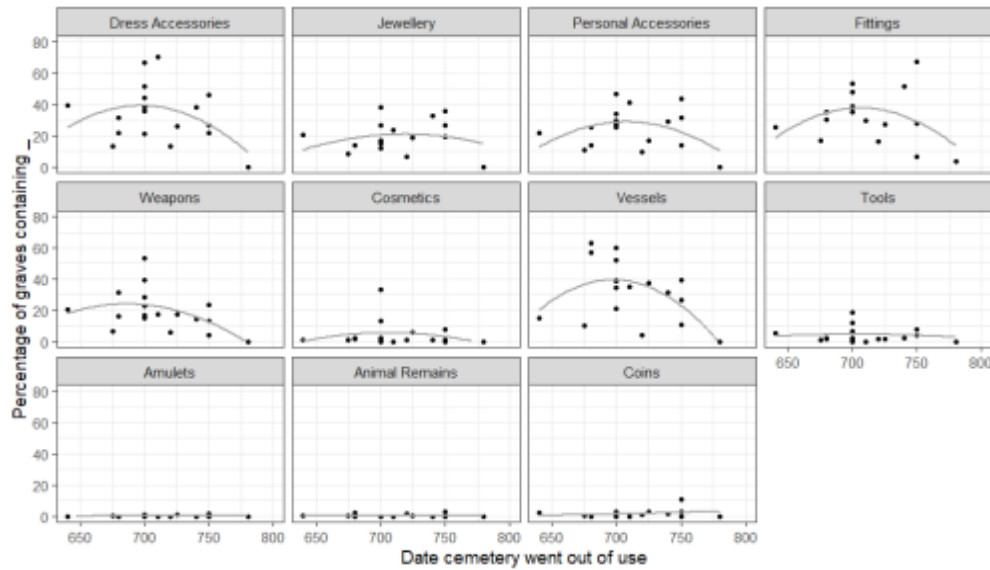 Dress Accessories Jewellery Personal Accessories Fittings
80
60
40
20
0
Weapons Cosmetics Vessels Tools
80
60
40
20
0
650 700 750 800
Amulets Animal Remains Coins
80
60
40
20
0
650 700 750 800 650 700 750 800 650 700 750 800
Percentage of graves containing_
Date cemetery went out of use